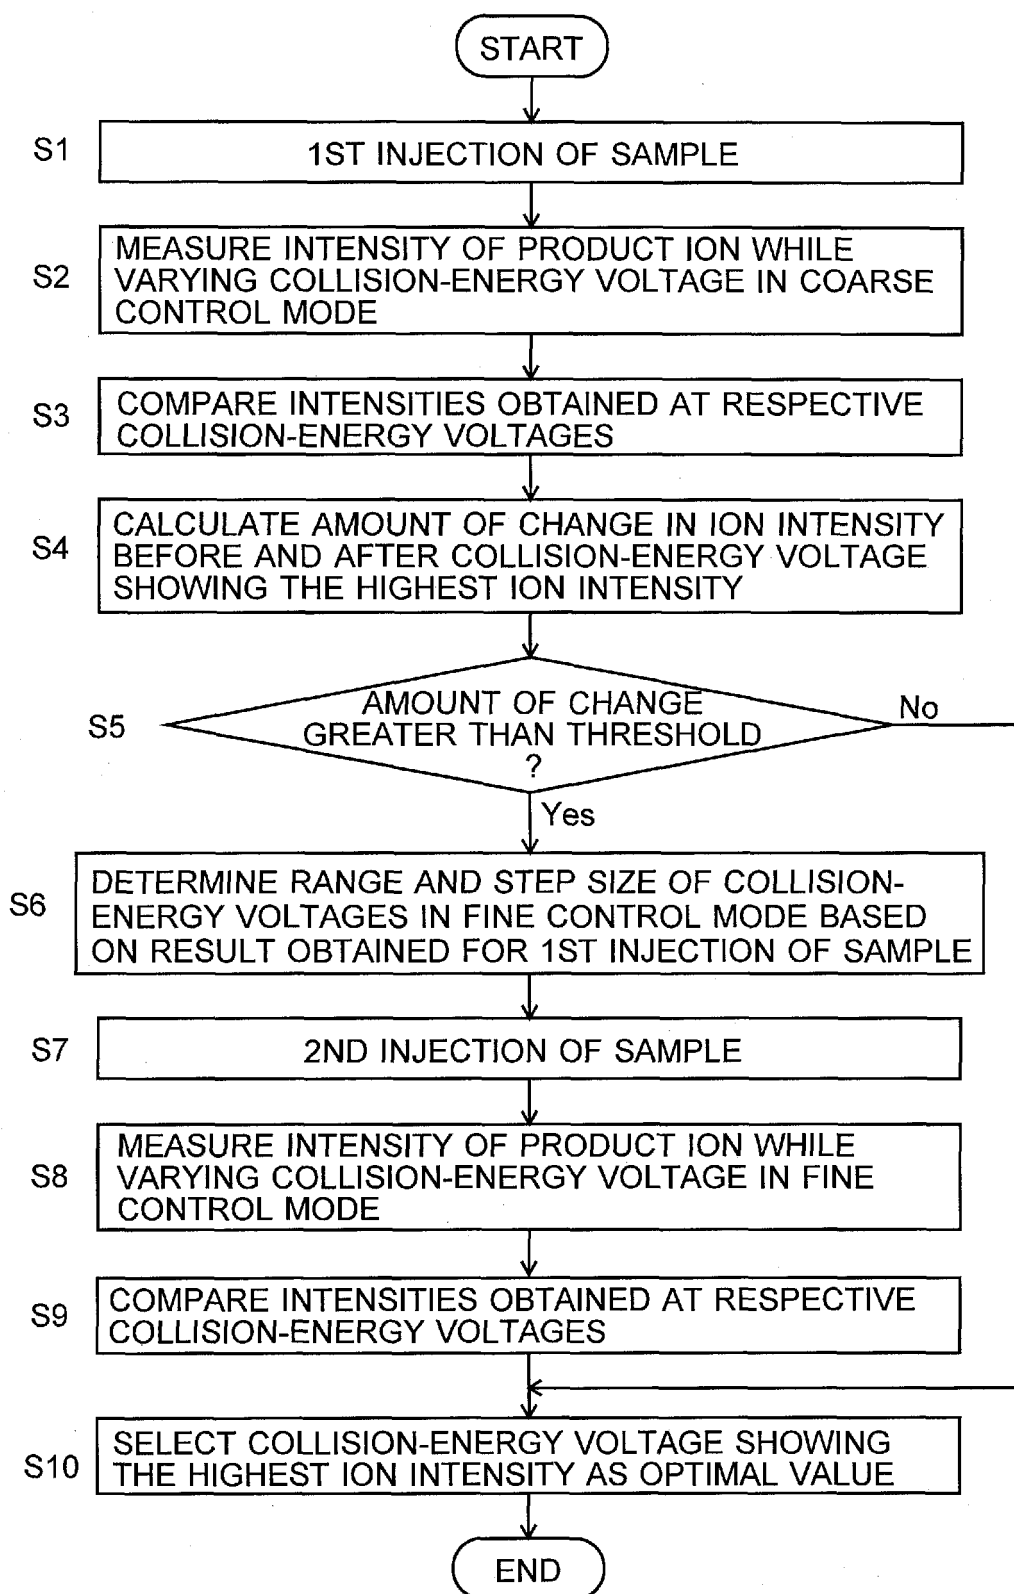 START
S1
1ST INJECTION OF SAMPLE
S2
MEASURE INTENSITY OF PRODUCT ION WHILE
VARYING COLLISION-ENERGY VOLTAGE IN COARSE
CONTROL MODE
S3
COMPARE INTENSITIES OBTAINED AT RESPECTIVE
COLLISION-ENERGY VOLTAGES
S4
CALCULATE AMOUNT OF CHANGE IN ION INTENSITY
BEFORE AND AFTER COLLISION-ENERGY VOLTAGE
SHOWING THE HIGHEST ION INTENSITY
S5
AMOUNT OF CHANGE
GREATER THAN THRESHOLD
?
No
Yes
S6
DETERMINE RANGE AND STEP SIZE OF COLLISION-
ENERGY VOLTAGES IN FINE CONTROL MODE BASED
ON RESULT OBTAINED FOR 1ST INJECTION OF SAMPLE
S7
2ND INJECTION OF SAMPLE
S8
MEASURE INTENSITY OF PRODUCT ION WHILE
VARYING COLLISION-ENERGY VOLTAGE IN FINE
CONTROL MODE
S9
COMPARE INTENSITIES OBTAINED AT RESPECTIVE
COLLISION-ENERGY VOLTAGES
S10
SELECT COLLISION-ENERGY VOLTAGE SHOWING
THE HIGHEST ION INTENSITY AS OPTIMAL VALUE
END